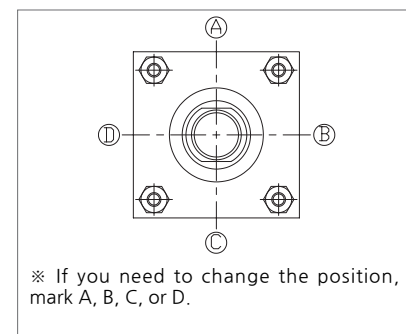 A
D
B
C
※ If you need to change the position,
mark A, B, C, or D.